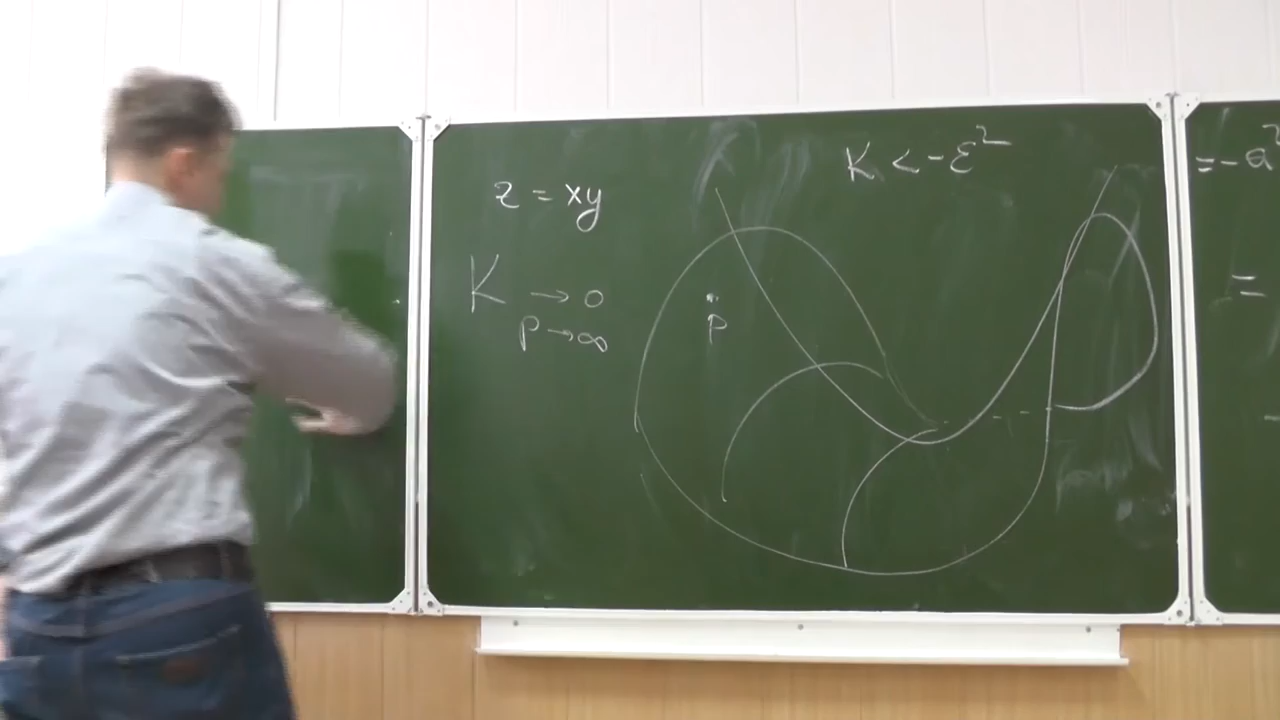 z = xy
K → 0
p → ∞
p
K < -ε²
= -a²
=
-